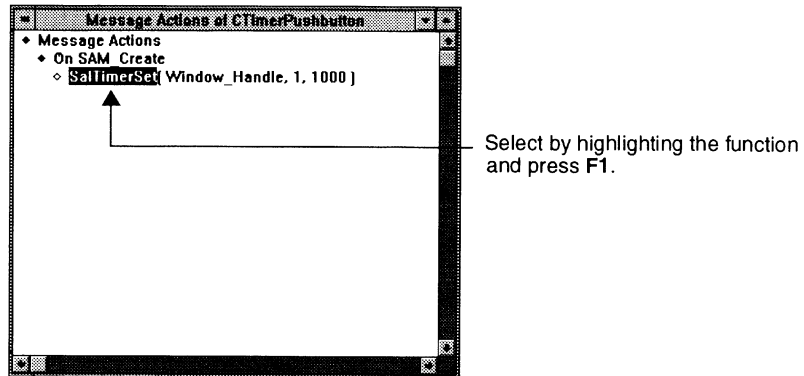 Message Actions of CTimerPushbutton
Message Actions
On SAM_Create
SalTimerSet( Window_Handle, 1, 1000 )
Select by highlighting the function
and press F1.